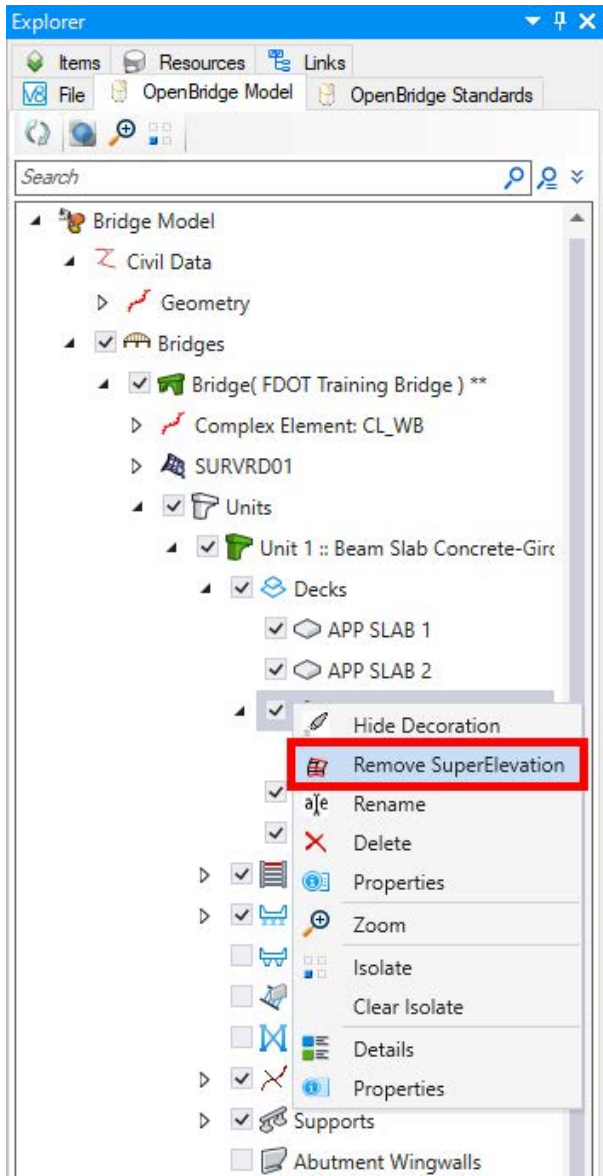 Explorer
Items Resources Links
File OpenBridge Model OpenBridge Standards
Search
Bridge Model
Civil Data
Geometry
Bridges
Bridge( FDOT Training Bridge ) **
Complex Element: CL_WB
SURVRD01
Units
Unit 1 :: Beam Slab Concrete-Gird
Decks
APP SLAB 1
APP SLAB 2
Hide Decoration
Remove SuperElevation
Rename
Delete
Properties
Zoom
Isolate
Clear Isolate
Details
Properties
Supports
Abutment Wingwalls